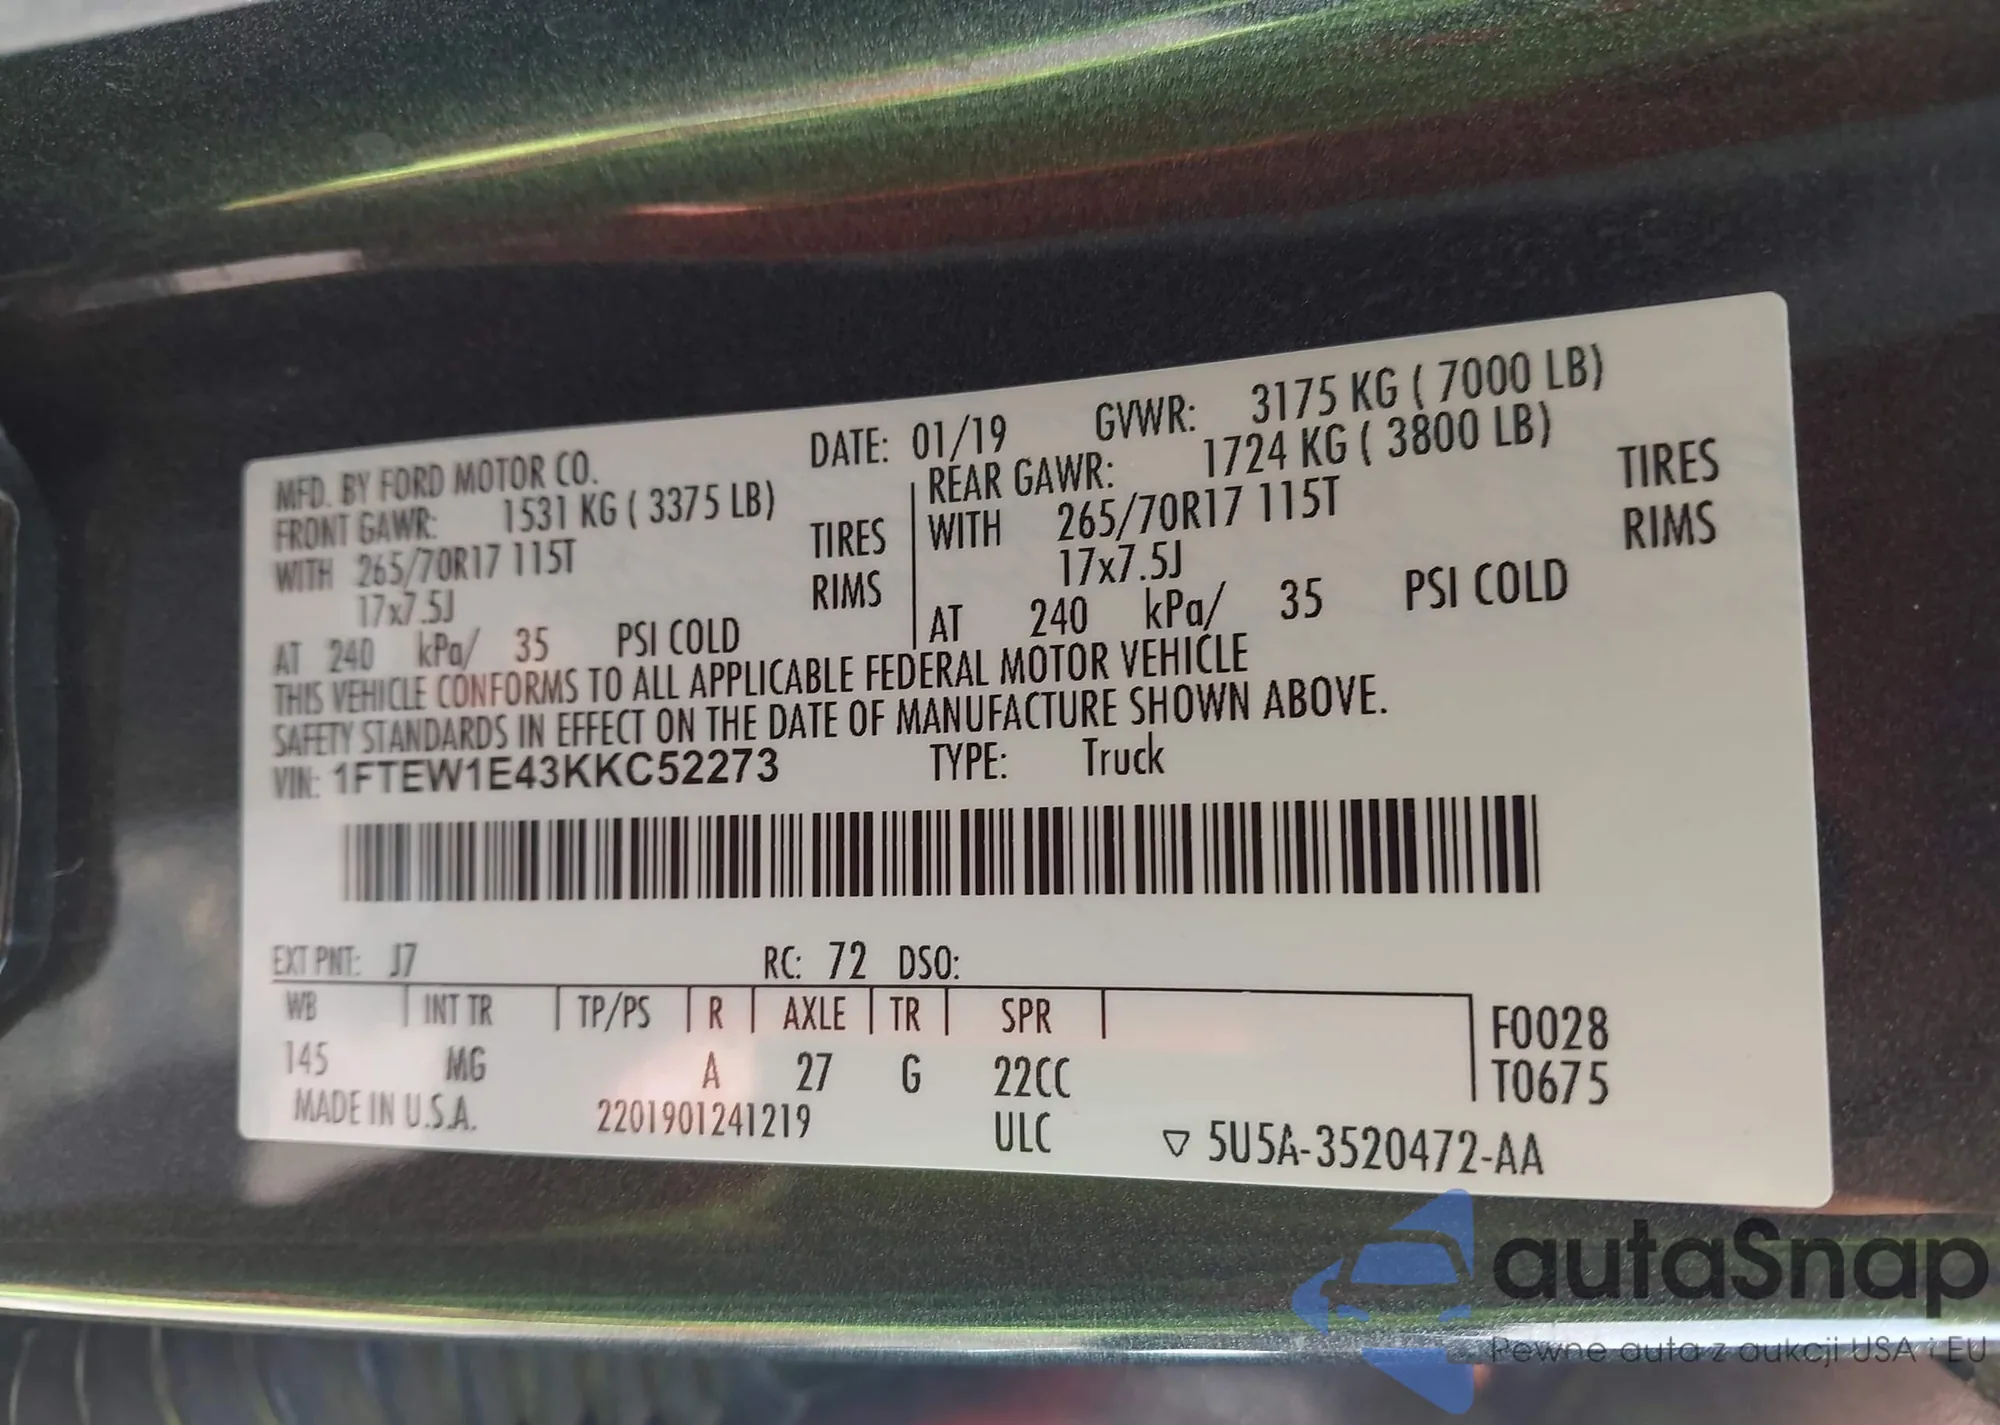 MFD. BY FORD MOTOR CO. DATE: 01/19 GVWR: 3175 KG ( 7000 LB)
FRONT GAWR: 1531 KG ( 3375 LB) REAR GAWR: 1724 KG ( 3800 LB)
WITH 265/70R17 115T TIRES WITH 265/70R17 115T TIRES
17x7.5J RIMS 17x7.5J RIMS
AT 240 kPa/ 35 PSI COLD AT 240 kPa/ 35 PSI COLD
THIS VEHICLE CONFORMS TO ALL APPLICABLE FEDERAL MOTOR VEHICLE
SAFETY STANDARDS IN EFFECT ON THE DATE OF MANUFACTURE SHOWN ABOVE.
VIN: 1FTEW1E43KKC52273 TYPE: Truck
EXT PNT: J7 RC: 72 DSO:
WB INT TR TP/PS R AXLE TR SPR F0028
145 MG A 27 G 22CC T0675
MADE IN U.S.A. 2201901241219 ULC ▽ 5U5A-3520472-AA
autaSnap
Pewne auta z aukcji USA i EU